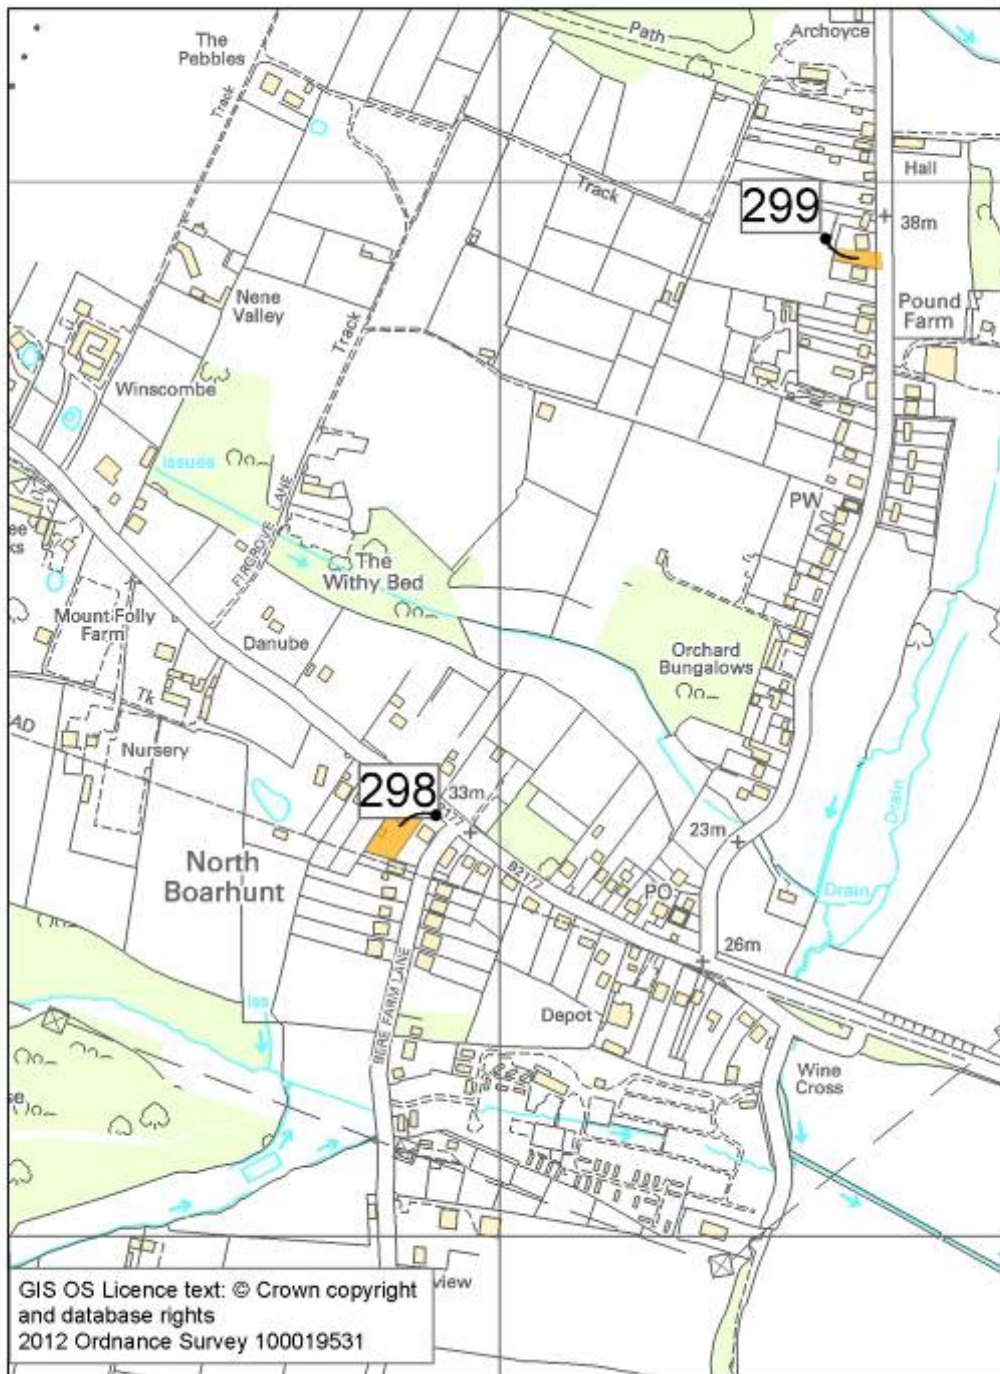 The
Pebbles
Path
Archoyce
Track
Hall
Track
299
38m
Nene
Valley
Pound
Farm
Track
Winscombe
Issues
PW
FIRGROVE LANE
The
Withy Bed
Mount Folly
Farm
Danube
Orchard
Bungalows
Tk
AD
Nursery
298
33m
B2177
Drain
23m
North
Boarhunt
B2177
PO
Drain
26m
Iss
Depot
BERE FARM LANE
Wine
Cross
view
GIS OS Licence text: © Crown copyright
and database rights
2012 Ordnance Survey 100019531